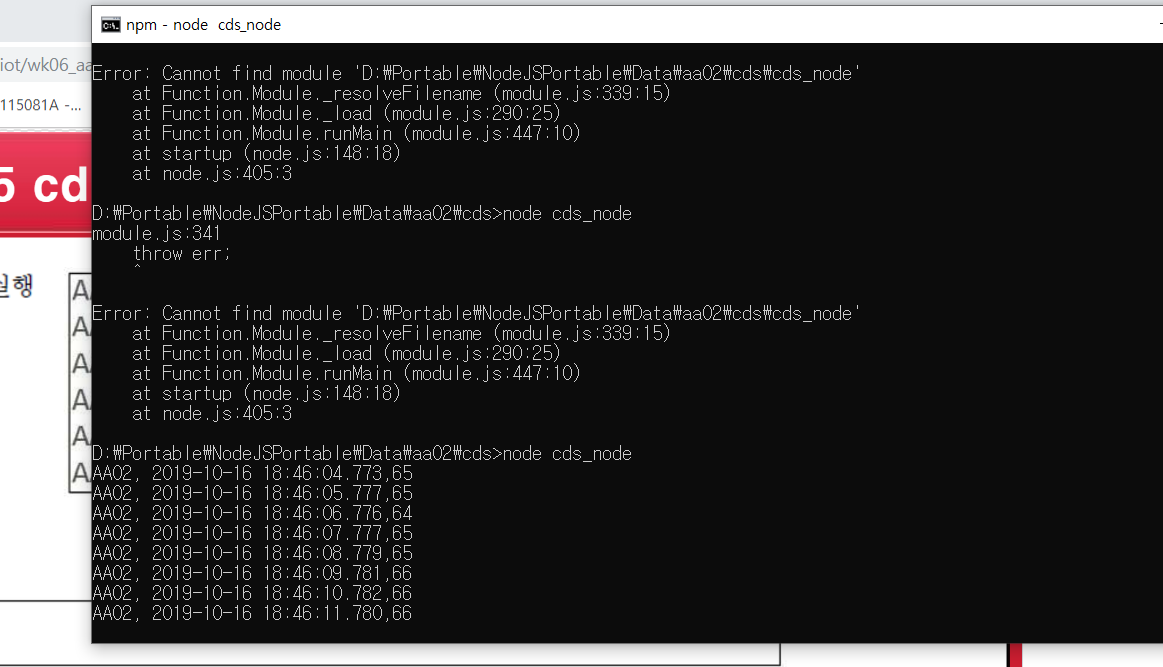 npm - node cds_node
iot/wk06_aa
115081A -...
5 cd
실행
A
A
A
A
A
A
Error: Cannot find module 'D:\Portable\NodeJSPortable\Data\aa02\cds\cds_node'
at Function.Module._resolveFilename (module.js:339:15)
at Function.Module._load (module.js:290:25)
at Function.Module.runMain (module.js:447:10)
at startup (node.js:148:18)
at node.js:405:3
D:\Portable\NodeJSPortable\Data\aa02\cds>node cds_node
module.js:341
throw err;
^
Error: Cannot find module 'D:\Portable\NodeJSPortable\Data\aa02\cds\cds_node'
at Function.Module._resolveFilename (module.js:339:15)
at Function.Module._load (module.js:290:25)
at Function.Module.runMain (module.js:447:10)
at startup (node.js:148:18)
at node.js:405:3
D:\Portable\NodeJSPortable\Data\aa02\cds>node cds_node
AA02, 2019-10-16 18:46:04.773,65
AA02, 2019-10-16 18:46:05.777,65
AA02, 2019-10-16 18:46:06.776,64
AA02, 2019-10-16 18:46:07.777,65
AA02, 2019-10-16 18:46:08.779,65
AA02, 2019-10-16 18:46:09.781,66
AA02, 2019-10-16 18:46:10.782,66
AA02, 2019-10-16 18:46:11.780,66